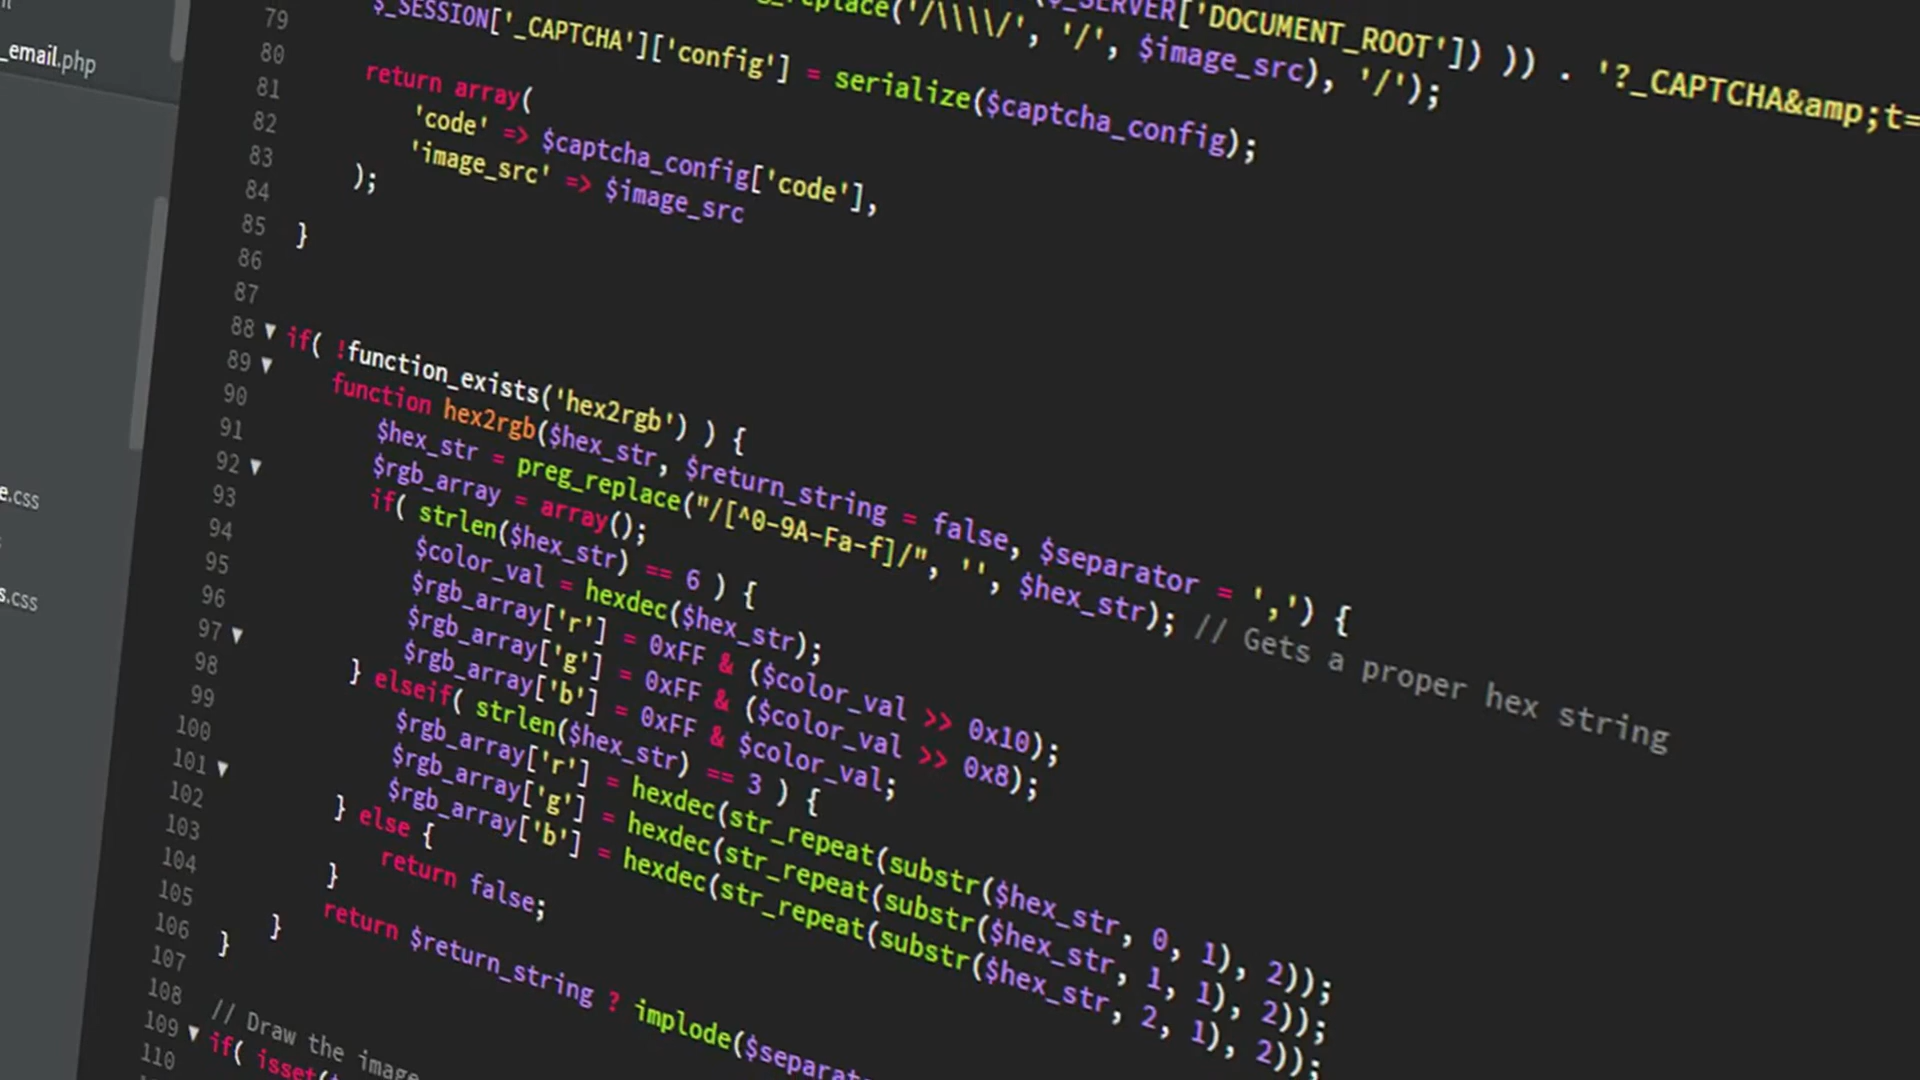 _email.php
e.css
s.css
79
80
81
82
83
84
85
86
87
88
89
90
91
92
93
94
95
96
97
98
99
100
101
102
103
104
105
106
107
108
109
110
($_SERVER['DOCUMENT_ROOT']) )) . '?_CAPTCHA&amp;t=
_replace('/\\\\/', '/', $image_src), '/');
$_SESSION['_CAPTCHA']['config'] = serialize($captcha_config);
return array(
'code' => $captcha_config['code'],
'image_src' => $image_src
);
}
if( !function_exists('hex2rgb') ) {
function hex2rgb($hex_str, $return_string = false, $separator = ',') {
$hex_str = preg_replace("/[^0-9A-Fa-f]/", '', $hex_str); // Gets a proper hex string
$rgb_array = array();
if( strlen($hex_str) == 6 ) {
$color_val = hexdec($hex_str);
$rgb_array['r'] = 0xFF & ($color_val >> 0x10);
$rgb_array['g'] = 0xFF & ($color_val >> 0x8);
$rgb_array['b'] = 0xFF & $color_val;
} elseif( strlen($hex_str) == 3 ) {
$rgb_array['r'] = hexdec(str_repeat(substr($hex_str, 0, 1), 2));
$rgb_array['g'] = hexdec(str_repeat(substr($hex_str, 1, 1), 2));
$rgb_array['b'] = hexdec(str_repeat(substr($hex_str, 2, 1), 2));
} else {
return false;
}
return $return_string ? implode($separat
}
}
// Draw the image
if( isset(